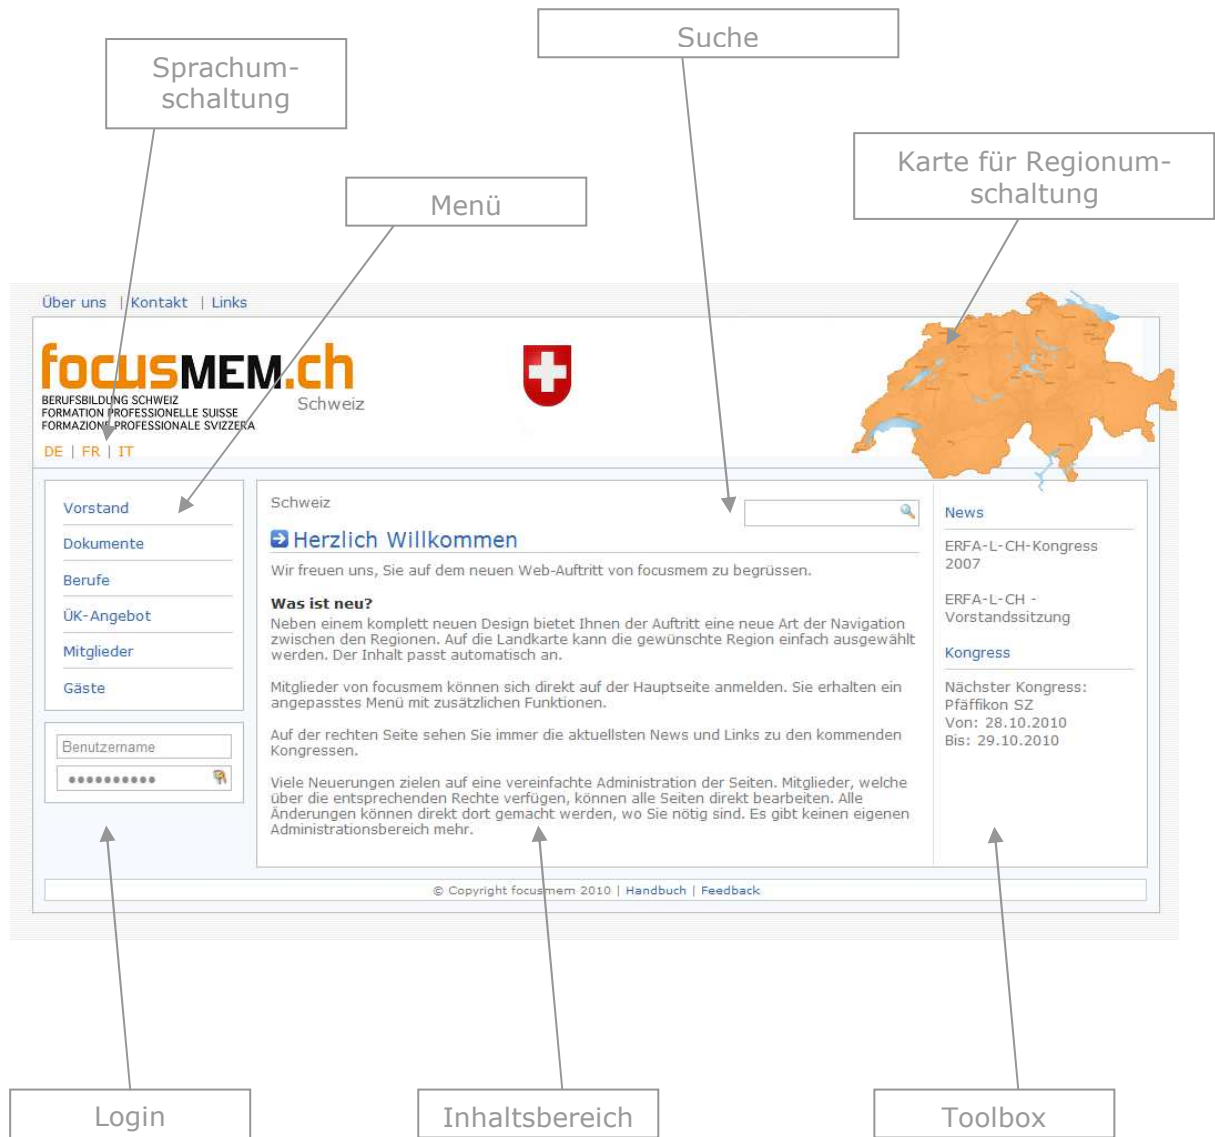 Suche
Sprachum-
schaltung
Karte für Regionum-
schaltung
Menü
Über uns | Kontakt | Links
focusMEM.ch
BERUFSBILDUNG SCHWEIZ
FORMATION PROFESSIONELLE SUISSE
FORMAZIONE PROFESSIONALE SVIZZERA
Schweiz
DE | FR | IT
Vorstand
Dokumente
Berufe
ÜK-Angebot
Mitglieder
Gäste
Benutzername
••••••••••
Schweiz
Herzlich Willkommen
Wir freuen uns, Sie auf dem neuen Web-Auftritt von focusmem zu begrüssen.
Was ist neu?
Neben einem komplett neuen Design bietet Ihnen der Auftritt eine neue Art der Navigation
zwischen den Regionen. Auf die Landkarte kann die gewünschte Region einfach ausgewählt
werden. Der Inhalt passt automatisch an.
Mitglieder von focusmem können sich direkt auf der Hauptseite anmelden. Sie erhalten ein
angepasstes Menü mit zusätzlichen Funktionen.
Auf der rechten Seite sehen Sie immer die aktuellsten News und Links zu den kommenden
Kongressen.
Viele Neuerungen zielen auf eine vereinfachte Administration der Seiten. Mitglieder, welche
über die entsprechenden Rechte verfügen, können alle Seiten direkt bearbeiten. Alle
Änderungen können direkt dort gemacht werden, wo Sie nötig sind. Es gibt keinen eigenen
Administrationsbereich mehr.
News
ERFA-L-CH-Kongress
2007
ERFA-L-CH -
Vorstandssitzung
Kongress
Nächster Kongress:
Pfäffikon SZ
Von: 28.10.2010
Bis: 29.10.2010
© Copyright focusmem 2010 | Handbuch | Feedback
Login
Inhaltsbereich
Toolbox